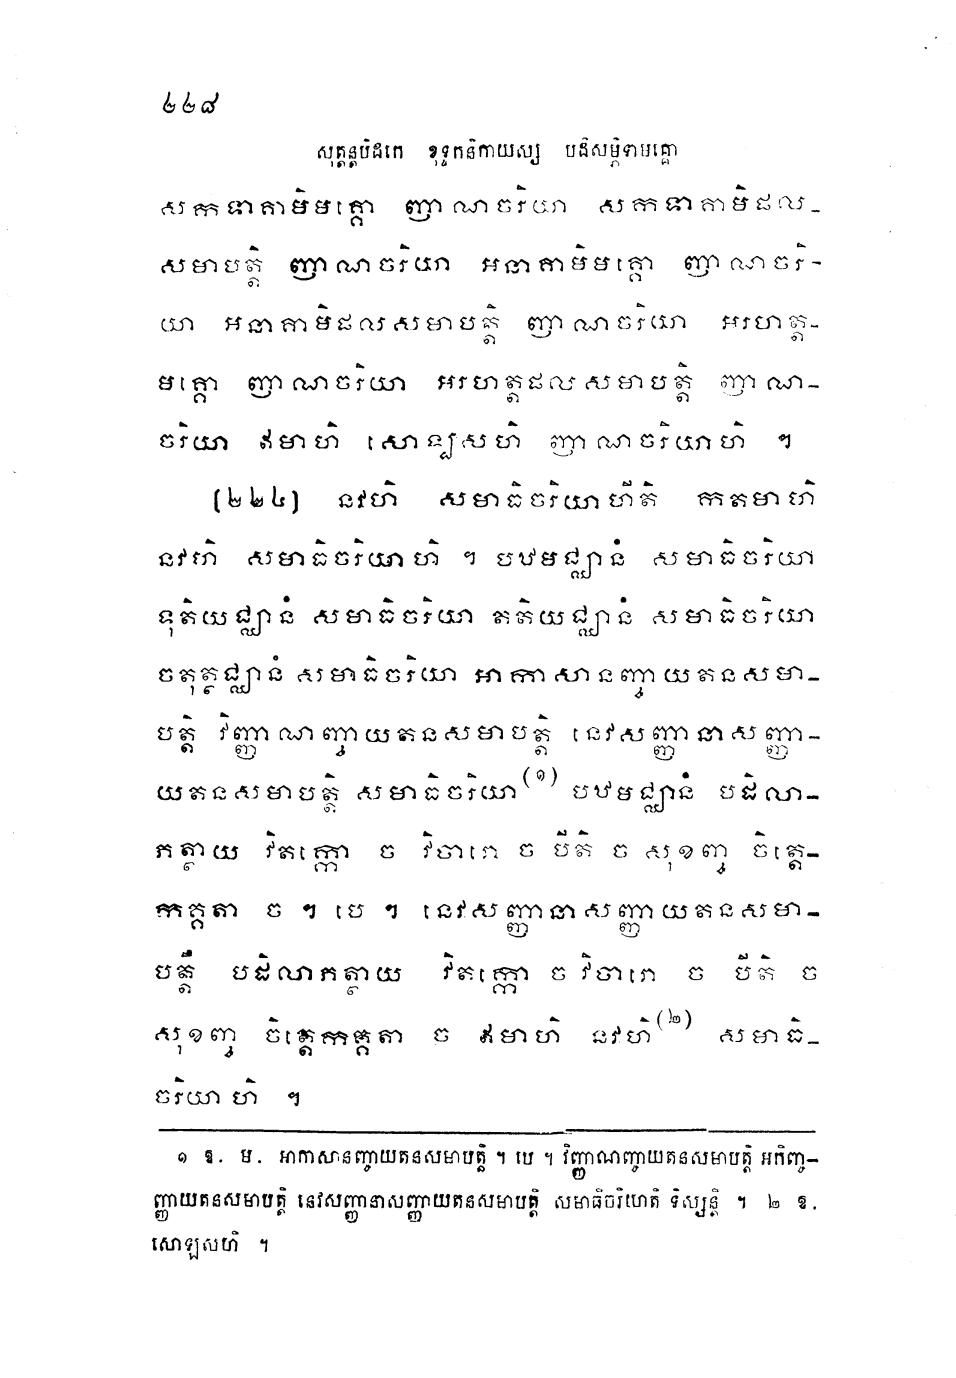 ២២៨
សុត្តន្តបិដកេ ខុទ្ទកនិកាយស្ស បដិសម្ភិទាមគ្គោ
សកទាគាមិមគ្គោ ញាណចរិយា សកទាគាមិផល-
សមាបត្តិ ញាណចរិយា អនាគាមិមគ្គោ ញាណចរិ-
យា អនាគាមិផលសមាបត្តិ ញាណចរិយា អរហត្ត-
មគ្គោ ញាណចរិយា អរហត្តផលសមាបត្តិ ញាណ-
ចរិយា ឥមាហិ សោឡសហិ ញាណចរិយាហិ ។
(២២៤) នវហិ សមាធិចរិយាហីតិ កតមាហិ
នវហិ សមាធិចរិយាហិ ។ បឋមជ្ឈានំ សមាធិចរិយា
ទុតិយជ្ឈានំ សមាធិចរិយា តតិយជ្ឈានំ សមាធិចរិយា
ចតុត្ថជ្ឈានំ សមាធិចរិយា អាកាសានញ្ចាយតនសមា-
បត្តិ វិញ្ញាណញ្ចាយតនសមាបត្តិ នេវសញ្ញានាសញ្ញា-
យតនសមាបត្តិ សមាធិចរិយា(១) បឋមជ្ឈានំ បដិលា-
ភត្ថាយ វិតក្កោ ច វិចារោ ច បីតិ ច សុខញ្ច ចិត្តេ-
កគ្គតា ច ។ បេ ។ នេវសញ្ញានាសញ្ញាយតនសមា-
បត្តឹ បដិលាភត្ថាយ វិតក្កោ ច វិចារោ ច បីតិ ច
សុខញ្ច ចិត្តេកគ្គតា ច ឥមាហិ នវហិ(២) សមាធិ-
ចរិយាហិ ។
១ ឱ. ម. អាកាសានញ្ចាយតនសមាបត្តិ ។ បេ ។ វិញ្ញាណញ្ចាយតនសមាបត្តិ អកិញ្ច-
ញ្ញាយតនសមាបត្តិ នេវសញ្ញានាសញ្ញាយតនសមាបត្តិ សមាធិចរិយេតិ ទិស្សន្តិ ។ ២ ឱ.
សោឡសហិ ។